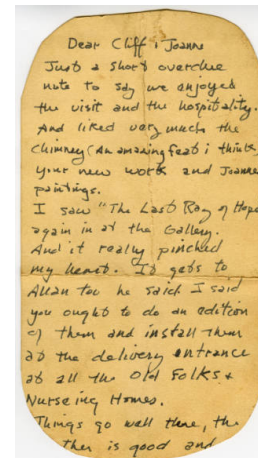 Dear Cliff & Joanne
Just a short overdue
note to say we enjoyed
the visit and the hospitality.
And liked very much the
chimney (An amazing feat i think)
your new work and Joanne
paintings.
I saw "The Last Ray of Hope
again in at the Gallery.
And it really pinched
my heart. It gets to
Allan too he said. I said
you ought to do an edition
of them and install them
at the delivery entrance
at all the Old Folks &
Nurseing Homes.
Things go well there, the
ther is good and